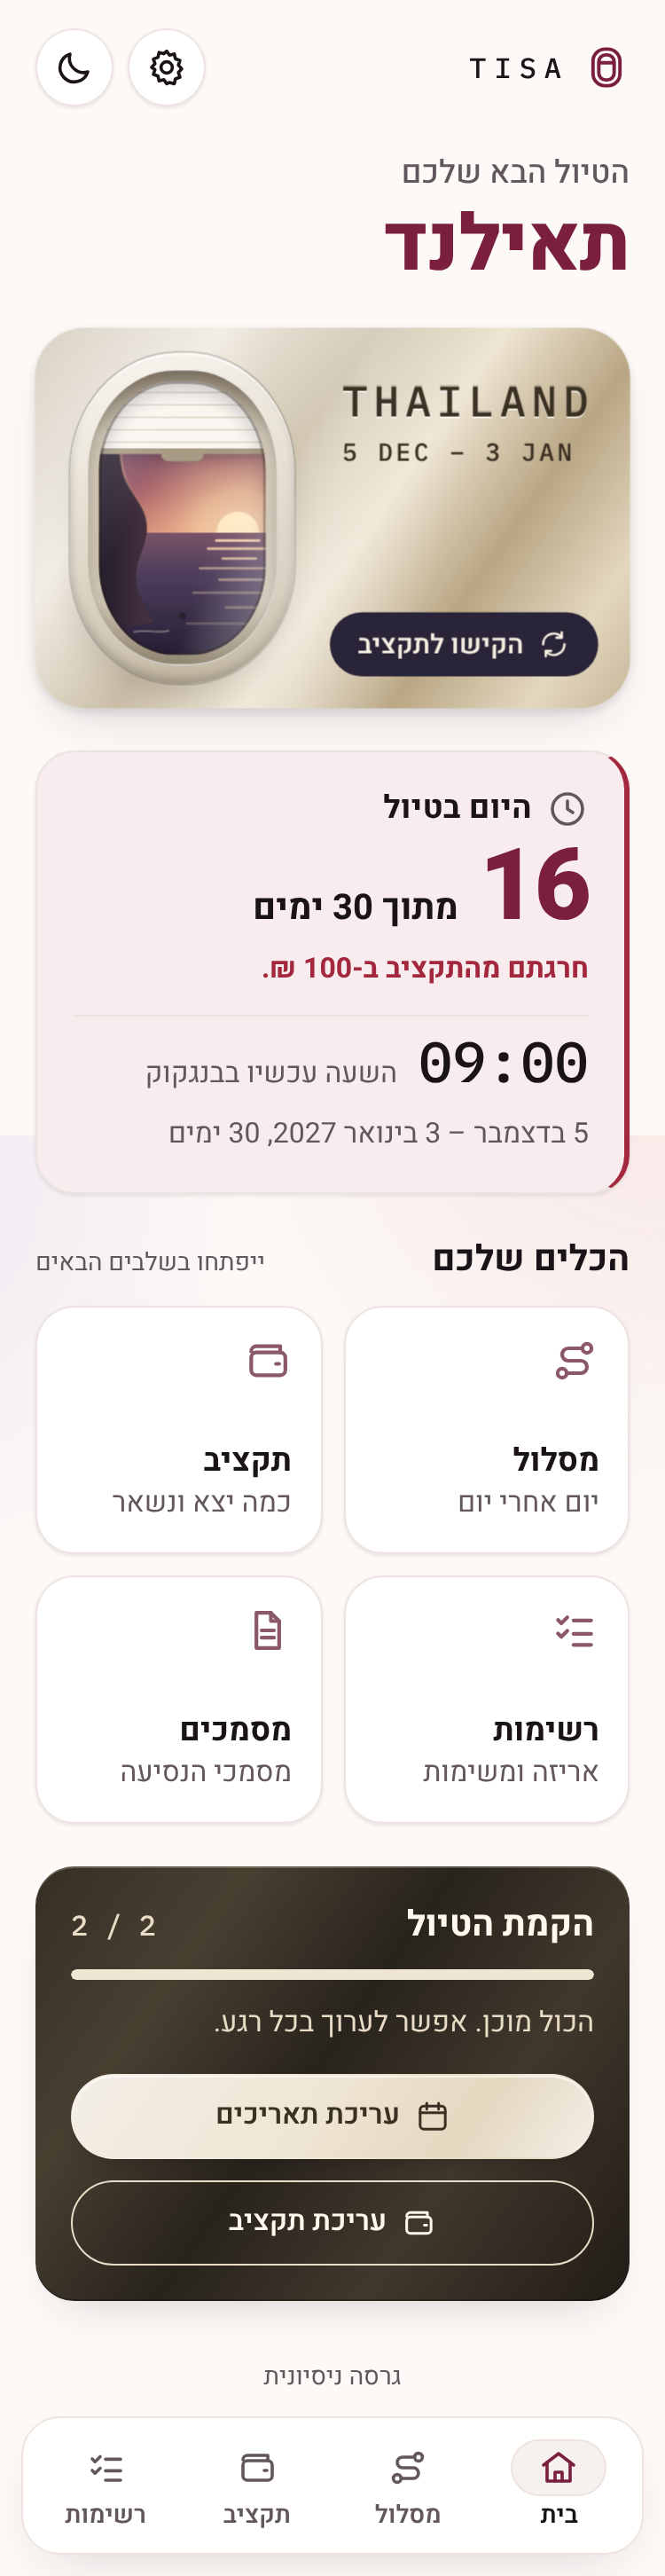 TISA
הטיול הבא שלכם
תאילנד
THAILAND
5 DEC – 3 JAN
הקישו לתקציב
היום בטיול
16 מתוך 30 ימים
חרגתם מהתקציב ב-100 ₪.
09:00 השעה עכשיו בבנגקוק
5 בדצמבר – 3 בינואר 2027, 30 ימים
הכלים שלכם
ייפתחו בשלבים הבאים
מסלול
יום אחרי יום
תקציב
כמה יצא ונשאר
רשימות
אריזה ומשימות
מסמכים
מסמכי הנסיעה
הקמת הטיול
2 / 2
הכול מוכן. אפשר לערוך בכל רגע.
עריכת תאריכים
עריכת תקציב
גרסה ניסיונית
בית
מסלול
תקציב
רשימות